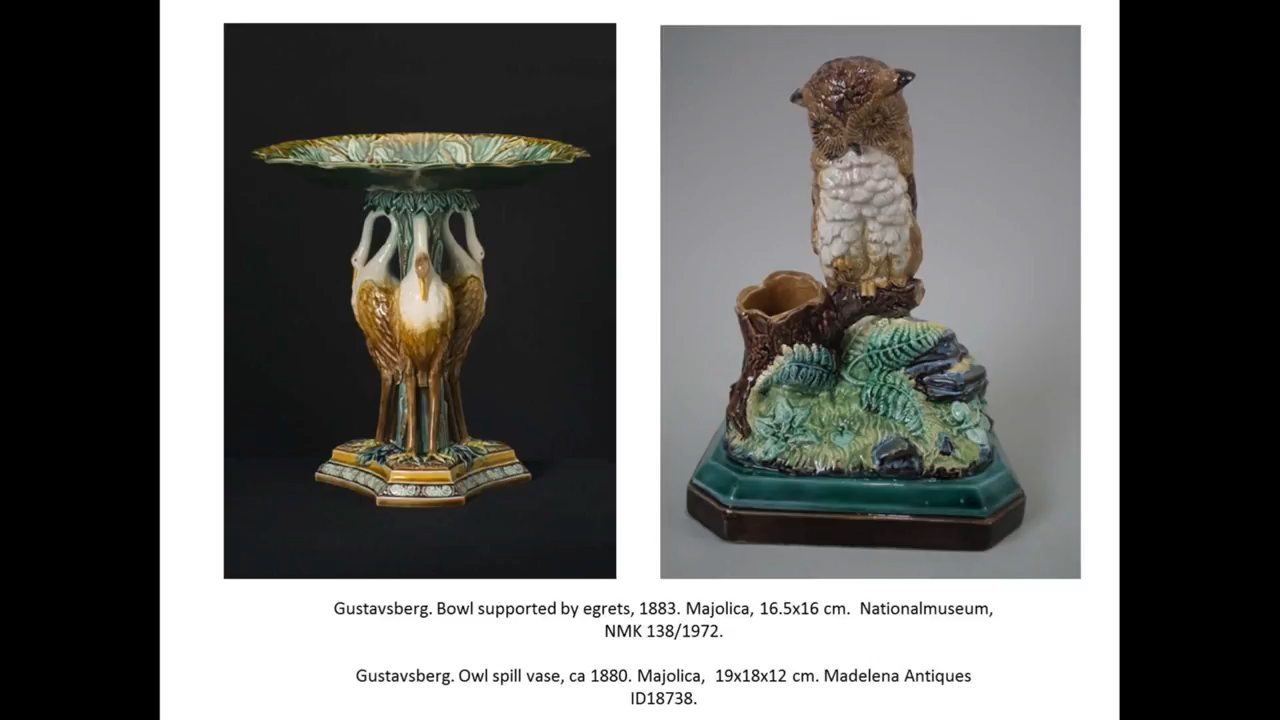 Gustavsberg. Bowl supported by egrets, 1883. Majolica, 16.5x16 cm.  Nationalmuseum,
NMK 138/1972.
Gustavsberg. Owl spill vase, ca 1880. Majolica,  19x18x12 cm. Madelena Antiques
ID18738.